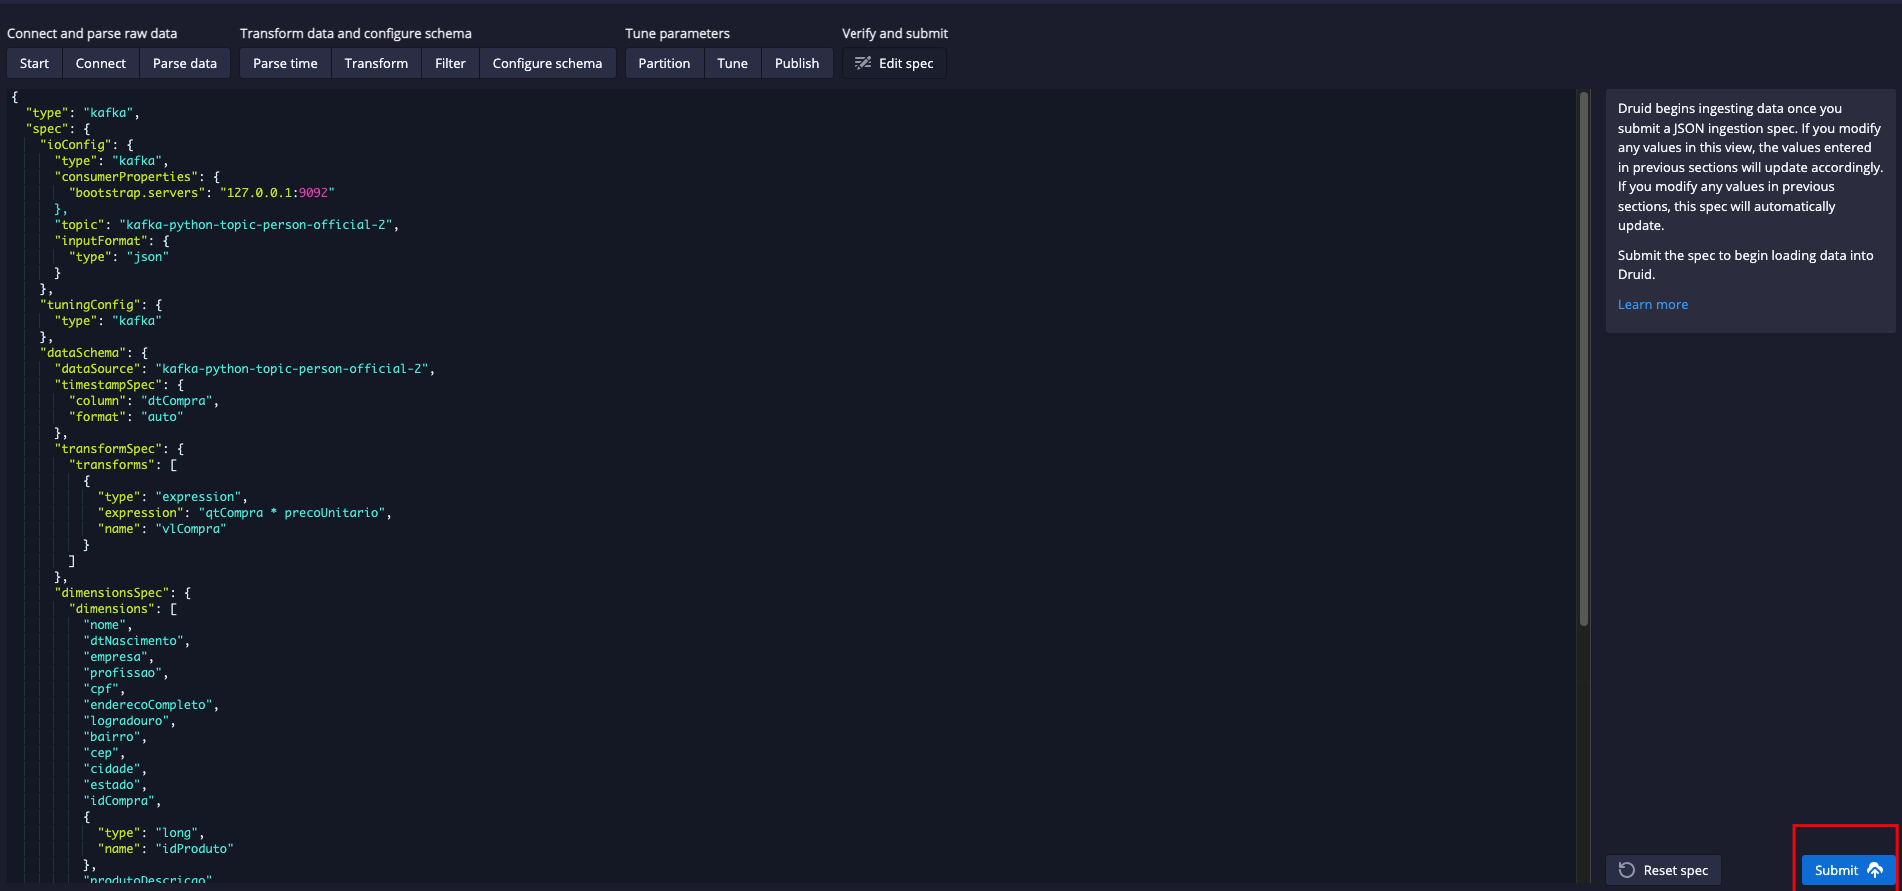 Connect and parse raw data
Transform data and configure schema
Tune parameters
Verify and submit
Start
Connect
Parse data
Parse time
Transform
Filter
Configure schema
Partition
Tune
Publish
Edit spec
{
"type": "kafka",
"spec": {
"ioConfig": {
"type": "kafka",
"consumerProperties": {
"bootstrap.servers": "127.0.0.1:9092"
},
"topic": "kafka-python-topic-person-official-2",
"inputFormat": {
"type": "json"
}
},
"tuningConfig": {
"type": "kafka"
},
"dataSchema": {
"dataSource": "kafka-python-topic-person-official-2",
"timestampSpec": {
"column": "dtCompra",
"format": "auto"
},
"transformSpec": {
"transforms": [
{
"type": "expression",
"expression": "qtCompra * precoUnitario",
"name": "vlCompra"
}
]
},
"dimensionsSpec": {
"dimensions": [
"nome",
"dtNascimento",
"empresa",
"profissao",
"cpf",
"enderecoCompleto",
"logradouro",
"bairro",
"cep",
"cidade",
"estado",
"idCompra",
{
"type": "long",
"name": "idProduto"
},
"produtoDescricao"
Druid begins ingesting data once you
submit a JSON ingestion spec. If you modify
any values in this view, the values entered
in previous sections will update accordingly.
If you modify any values in previous
sections, this spec will automatically
update.
Submit the spec to begin loading data into
Druid.
Learn more
Reset spec
Submit